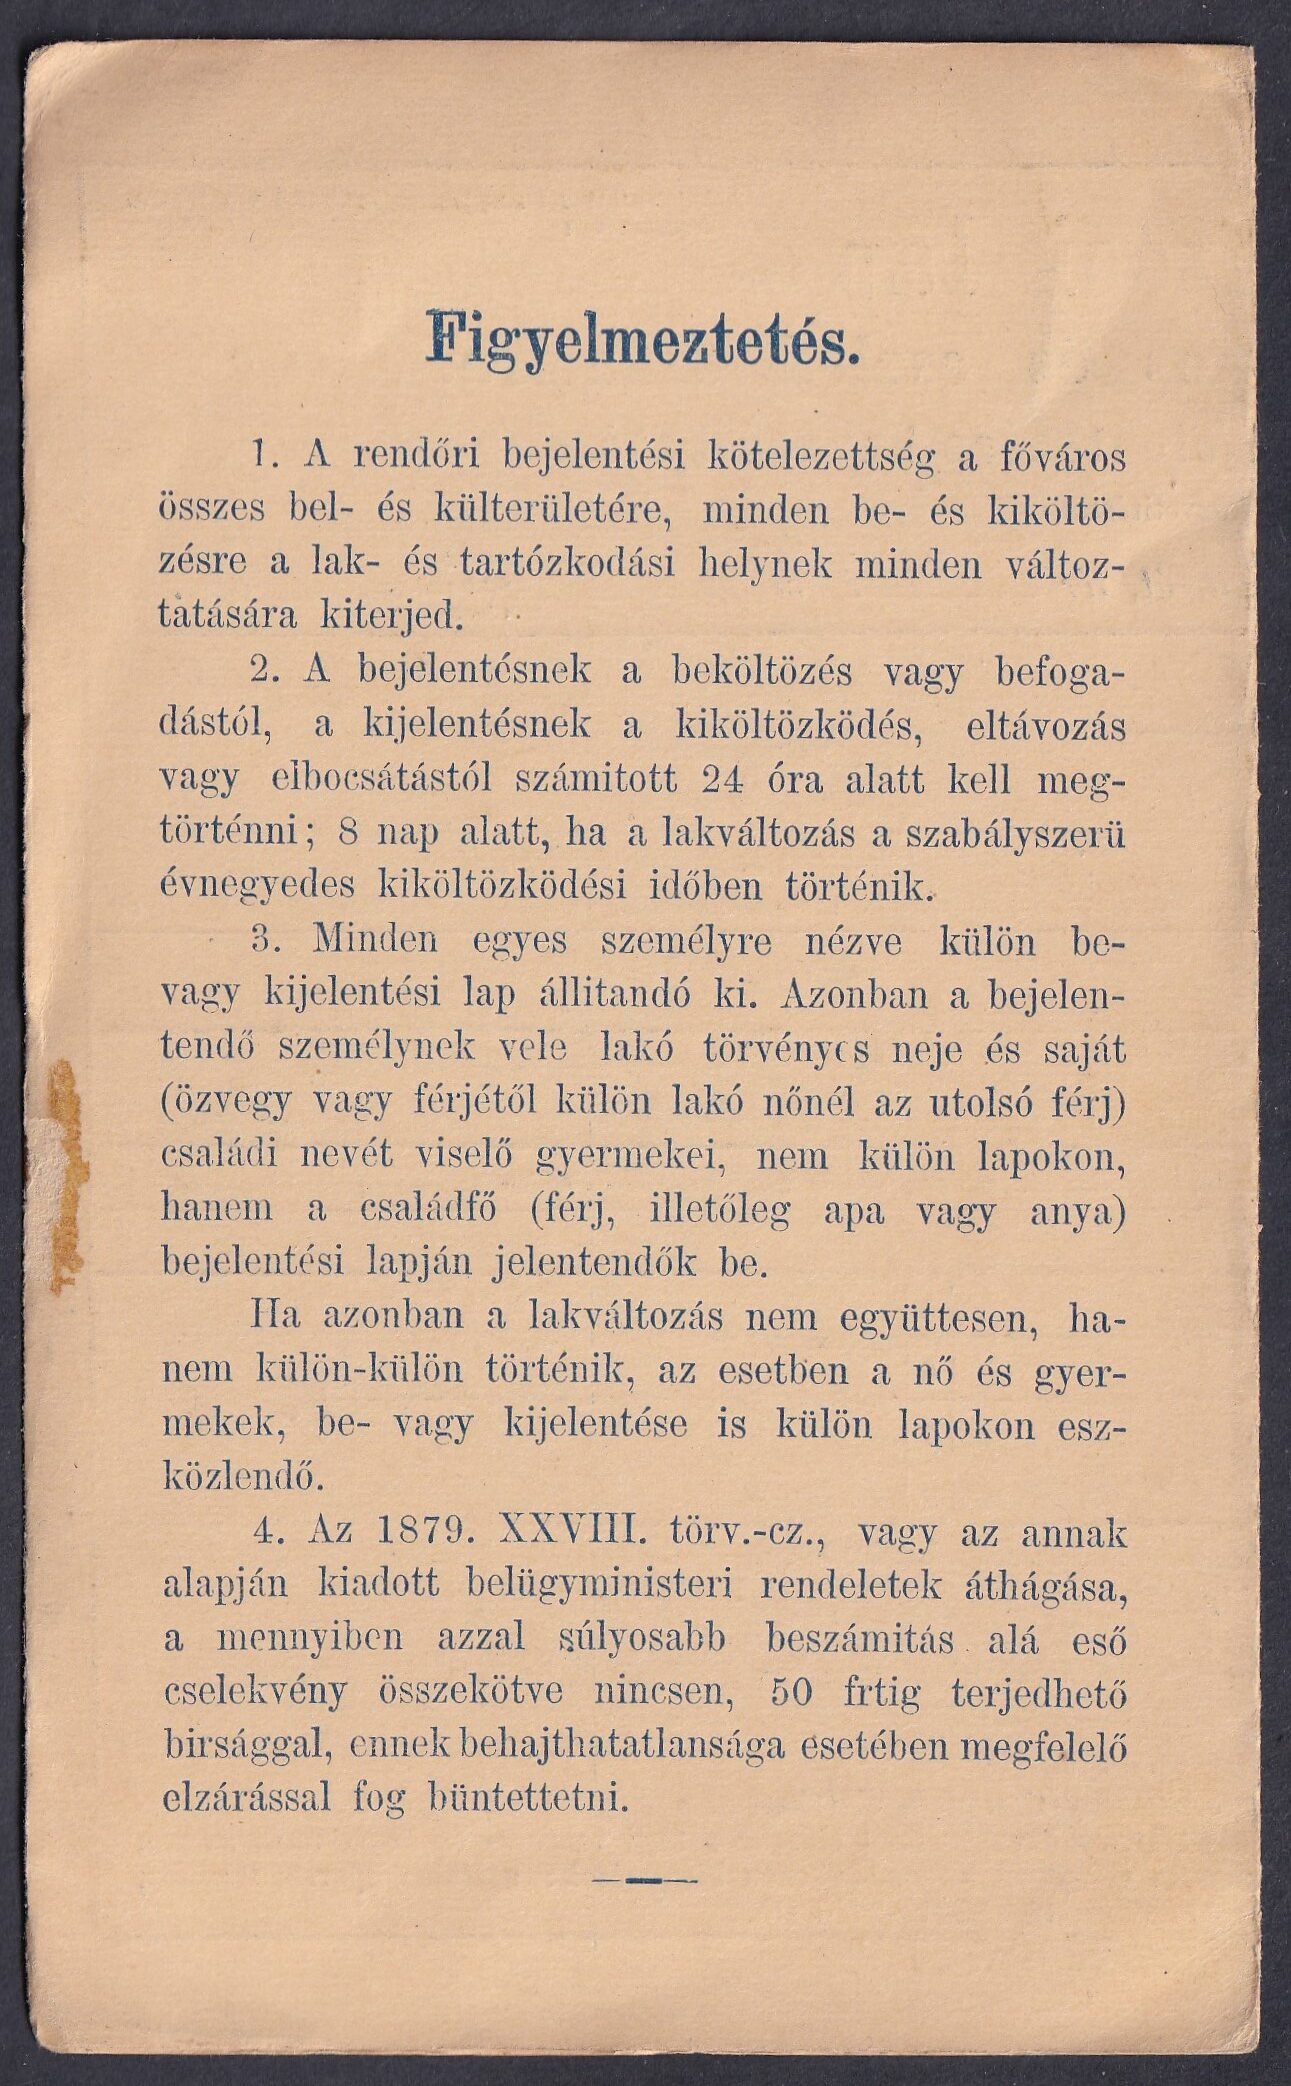 Figyelmeztetés.
1. A rendőri bejelentési kötelezettség a főváros
összes bel- és külterületére, minden be- és kiköltö-
zésre a lak- és tartózkodási helynek minden változ-
tatására kiterjed.
2. A bejelentésnek a beköltözés vagy befoga-
dástól, a kijelentésnek a kiköltözködés, eltávozás
vagy elbocsátástól számitott 24 óra alatt kell meg-
történni; 8 nap alatt, ha a lakváltozás a szabályszerü
évnegyedes kiköltözködési időben történik.
3. Minden egyes személyre nézve külön be-
vagy kijelentési lap állitandó ki. Azonban a bejelen-
tendő személynek vele lakó törvényes neje és saját
(özvegy vagy férjétől külön lakó nőnél az utolsó férj)
családi nevét viselő gyermekei, nem külön lapokon,
hanem a családfő (férj, illetőleg apa vagy anya)
bejelentési lapján jelentendők be.
Ha azonban a lakváltozás nem együttesen, ha-
nem külön-külön történik, az esetben a nő és gyer-
mekek, be- vagy kijelentése is külön lapokon esz-
közlendő.
4. Az 1879. XXVIII. törv.-cz., vagy az annak
alapján kiadott belügyministeri rendeletek áthágása,
a mennyiben azzal súlyosabb beszámitás alá eső
cselekvény összekötve nincsen, 50 frtig terjedhető
birsággal, ennek behajthatatlansága esetében megfelelő
elzárással fog büntettetni.